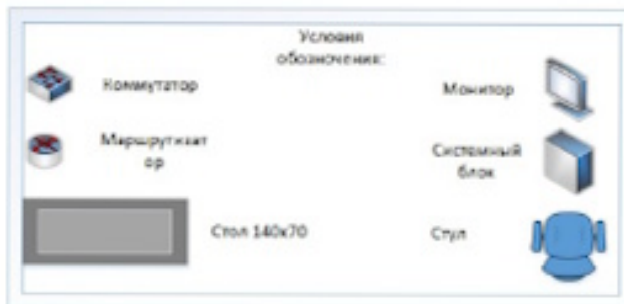 Условия
обозначения:
Коммутатор
Монитор
Маршрутизат
ор
Системный
блок
Стол 140х70
Стул